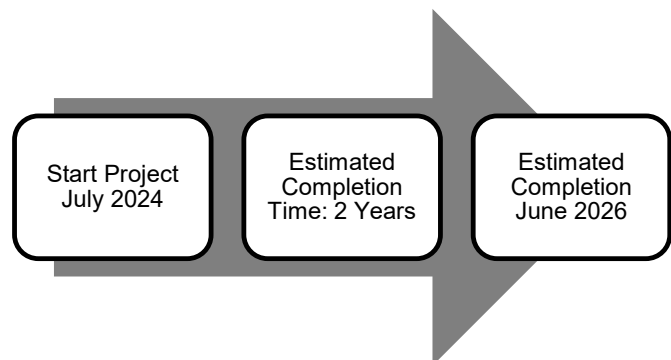 Start Project
July 2024
Estimated
Completion
Time: 2 Years
Estimated
Completion
June 2026